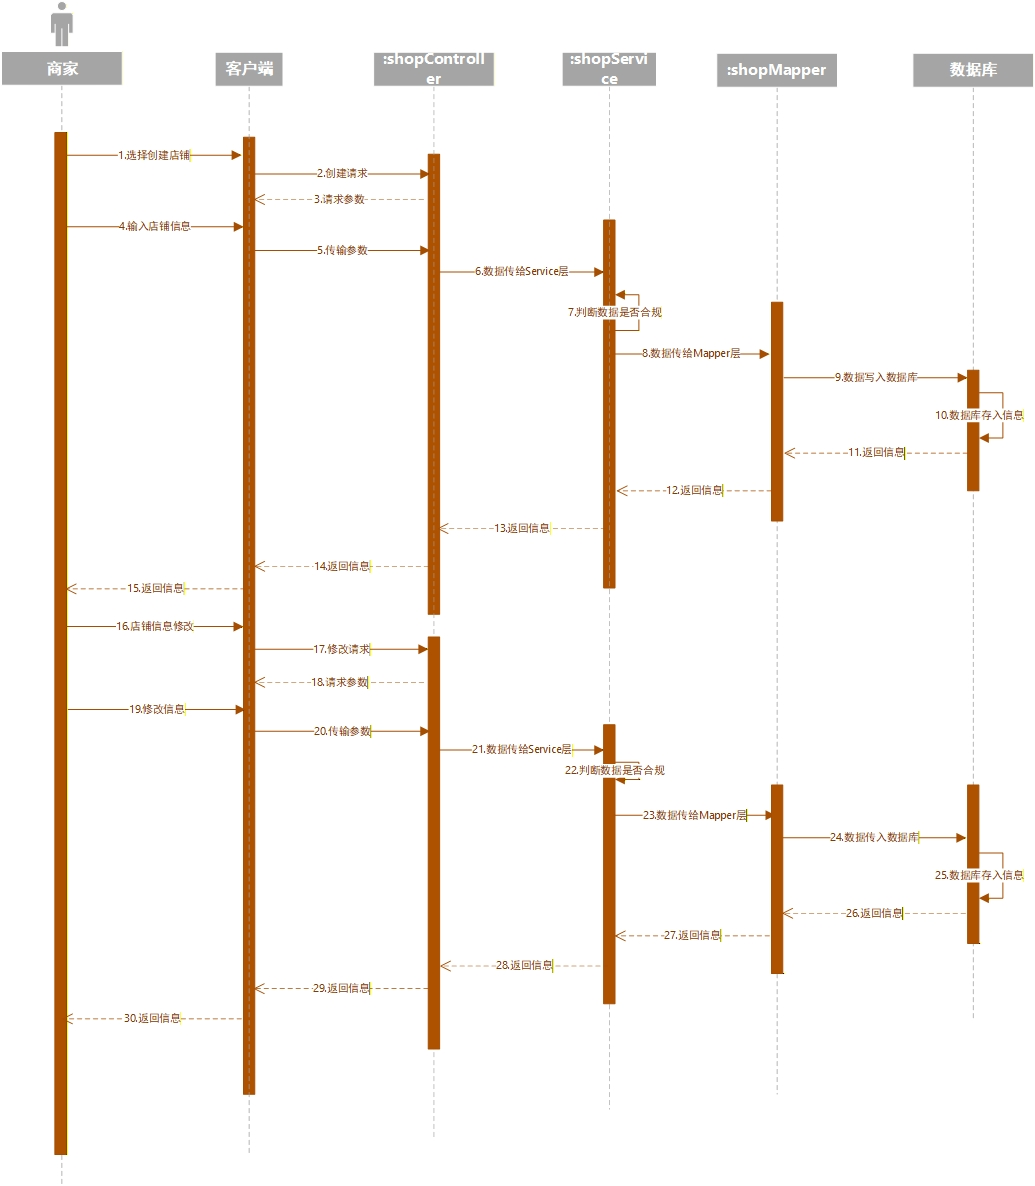 商家
客户端
:shopControll
er
:shopServi
ce
:shopMapper
数据库
1.选择创建店铺
2.创建请求
3.请求参数
4.输入店铺信息
5.传输参数
6.数据传给Service层
7.判断数据是否合规
8.数据传给Mapper层
9.数据写入数据库
10.数据库存入信息
11.返回信息
12.返回信息
13.返回信息
14.返回信息
15.返回信息
16.店铺信息修改
17.修改请求
18.请求参数
19.修改信息
20.传输参数
21.数据传给Service层
22.判断数据是否合规
23.数据传给Mapper层
24.数据传入数据库
25.数据库存入信息
26.返回信息
27.返回信息
28.返回信息
29.返回信息
30.返回信息